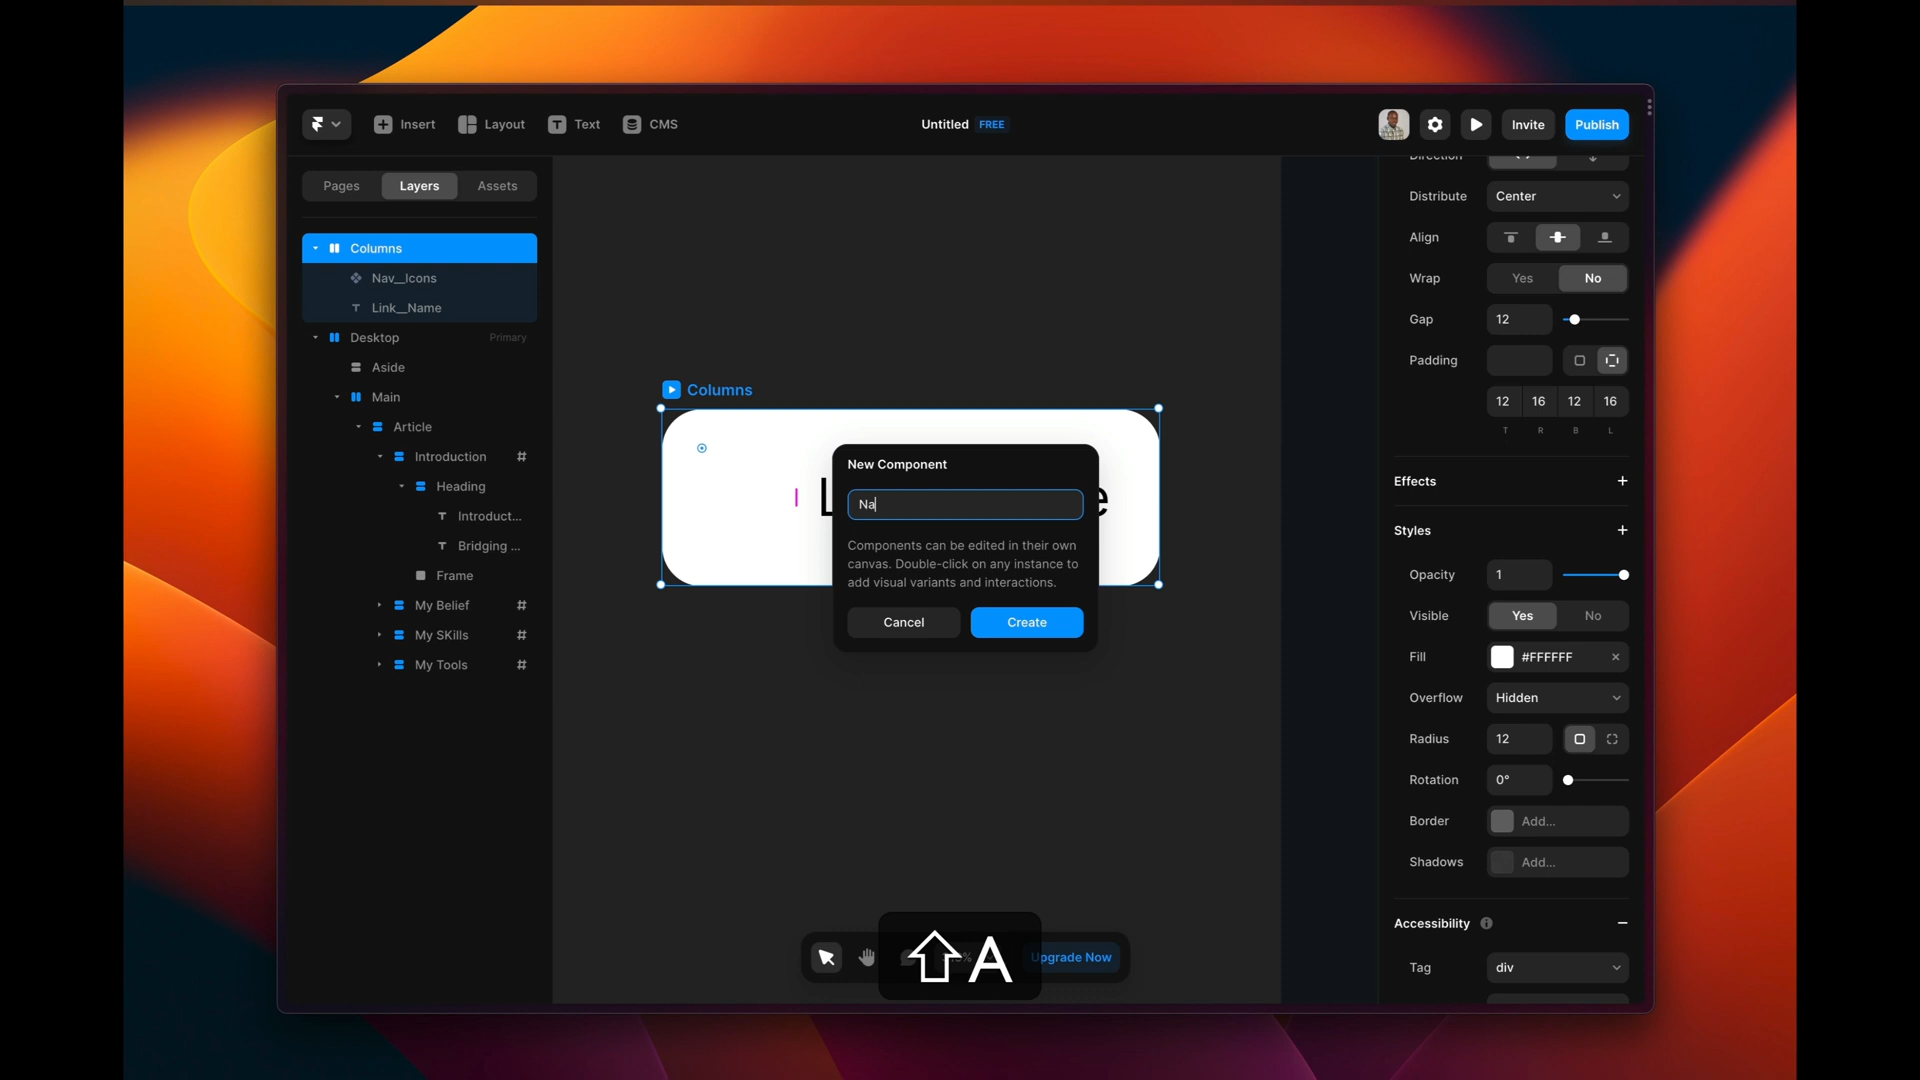 Insert
Layout
Text
CMS
Untitled FREE
Invite
Publish
Pages
Layers
Assets
Columns
Nav__Icons
Link__Name
Desktop Primary
Aside
Main
Article
Introduction
Heading
Introduct...
Bridging ...
Frame
My Belief
My SKills
My Tools
Columns
New Component
Na
Components can be edited in their own
canvas. Double-click on any instance to
add visual variants and interactions.
Cancel
Create
A
Upgrade Now
Distribute Center
Align
Wrap Yes No
Gap 12
Padding
12 16 12 16
T R B L
Effects
Styles
Opacity 1
Visible Yes No
Fill #FFFFFF
Overflow Hidden
Radius 12
Rotation 0°
Border Add...
Shadows Add...
Accessibility
Tag div